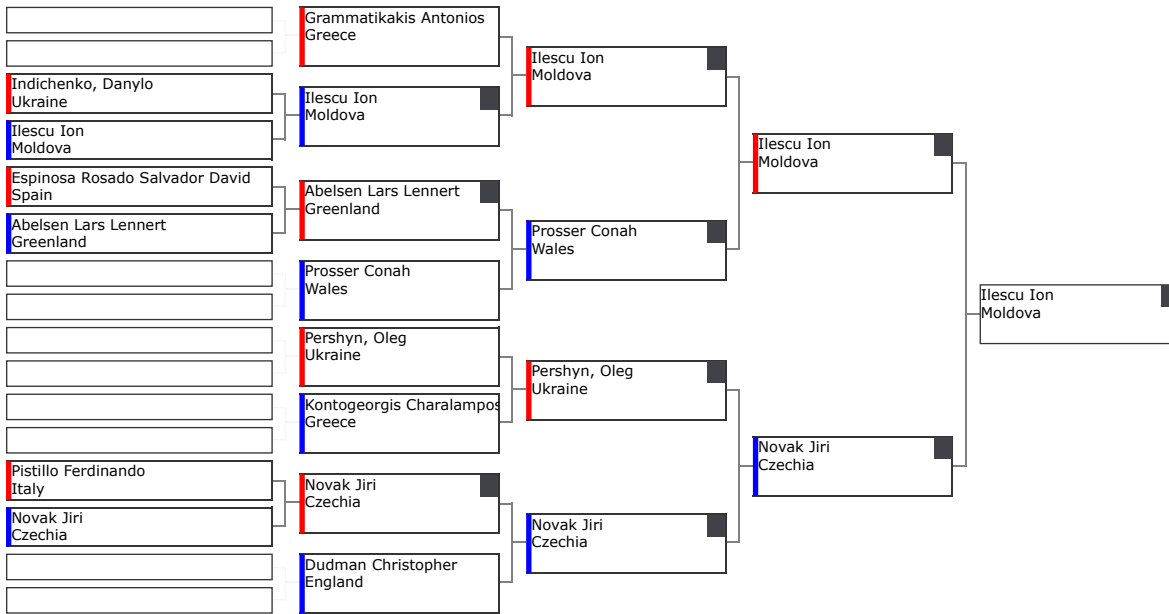 Indichenko, Danylo
Ukraine
Ilescu Ion
Moldova
Espinosa Rosado Salvador David
Spain
Abelsen Lars Lennert
Greenland
Pistillo Ferdinando
Italy
Novak Jiri
Czechia
Grammatikakis Antonios
Greece
Ilescu Ion
Moldova
Abelsen Lars Lennert
Greenland
Prosser Conah
Wales
Pershyn, Oleg
Ukraine
Kontogeorgis Charalampos
Greece
Novak Jiri
Czechia
Dudman Christopher
England
Ilescu Ion
Moldova
Prosser Conah
Wales
Pershyn, Oleg
Ukraine
Novak Jiri
Czechia
Ilescu Ion
Moldova
Novak Jiri
Czechia
Ilescu Ion
Moldova